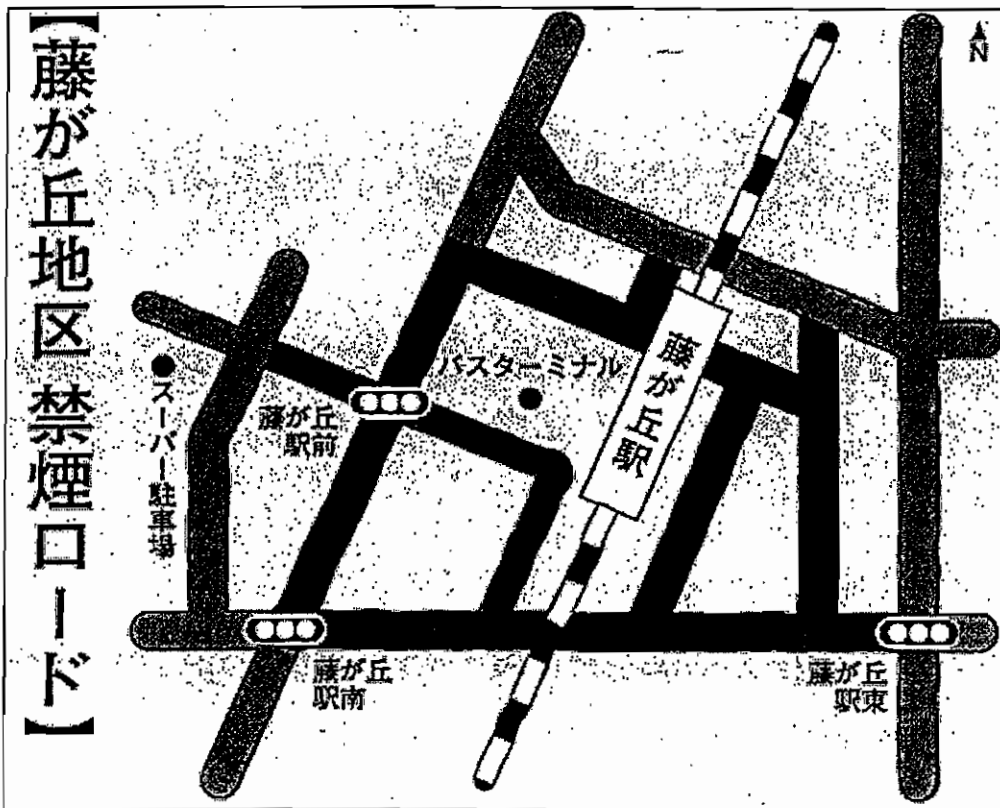 【藤が丘地区禁煙ロード】
N
藤が丘駅
バスターミナル
藤が丘
駅前
スーパー駐車場
藤が丘
駅南
藤が丘
駅東